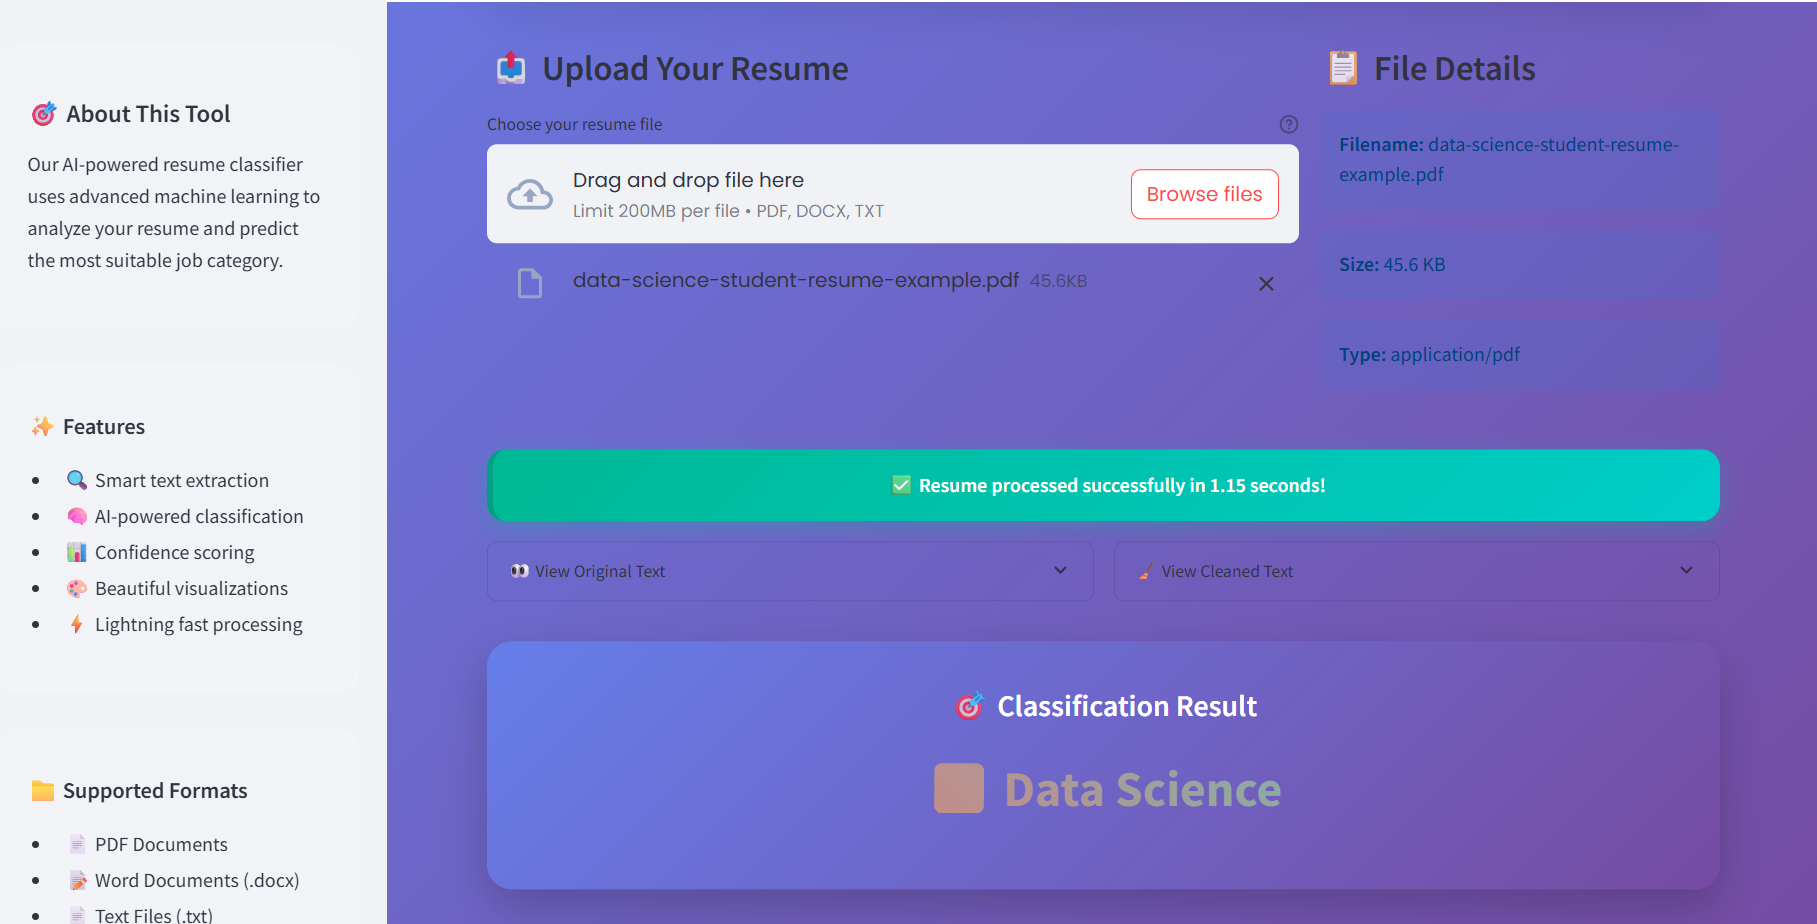 About This Tool
Our AI-powered resume classifier
uses advanced machine learning to
analyze your resume and predict
the most suitable job category.
Features
Smart text extraction
AI-powered classification
Confidence scoring
Beautiful visualizations
Lightning fast processing
Supported Formats
PDF Documents
Word Documents (.docx)
Text Files (.txt)
Upload Your Resume
Choose your resume file
Drag and drop file here
Limit 200MB per file • PDF, DOCX, TXT
Browse files
data-science-student-resume-example.pdf 45.6KB
File Details
Filename: data-science-student-resume-
example.pdf
Size: 45.6 KB
Type: application/pdf
Resume processed successfully in 1.15 seconds!
View Original Text
View Cleaned Text
Classification Result
Data Science